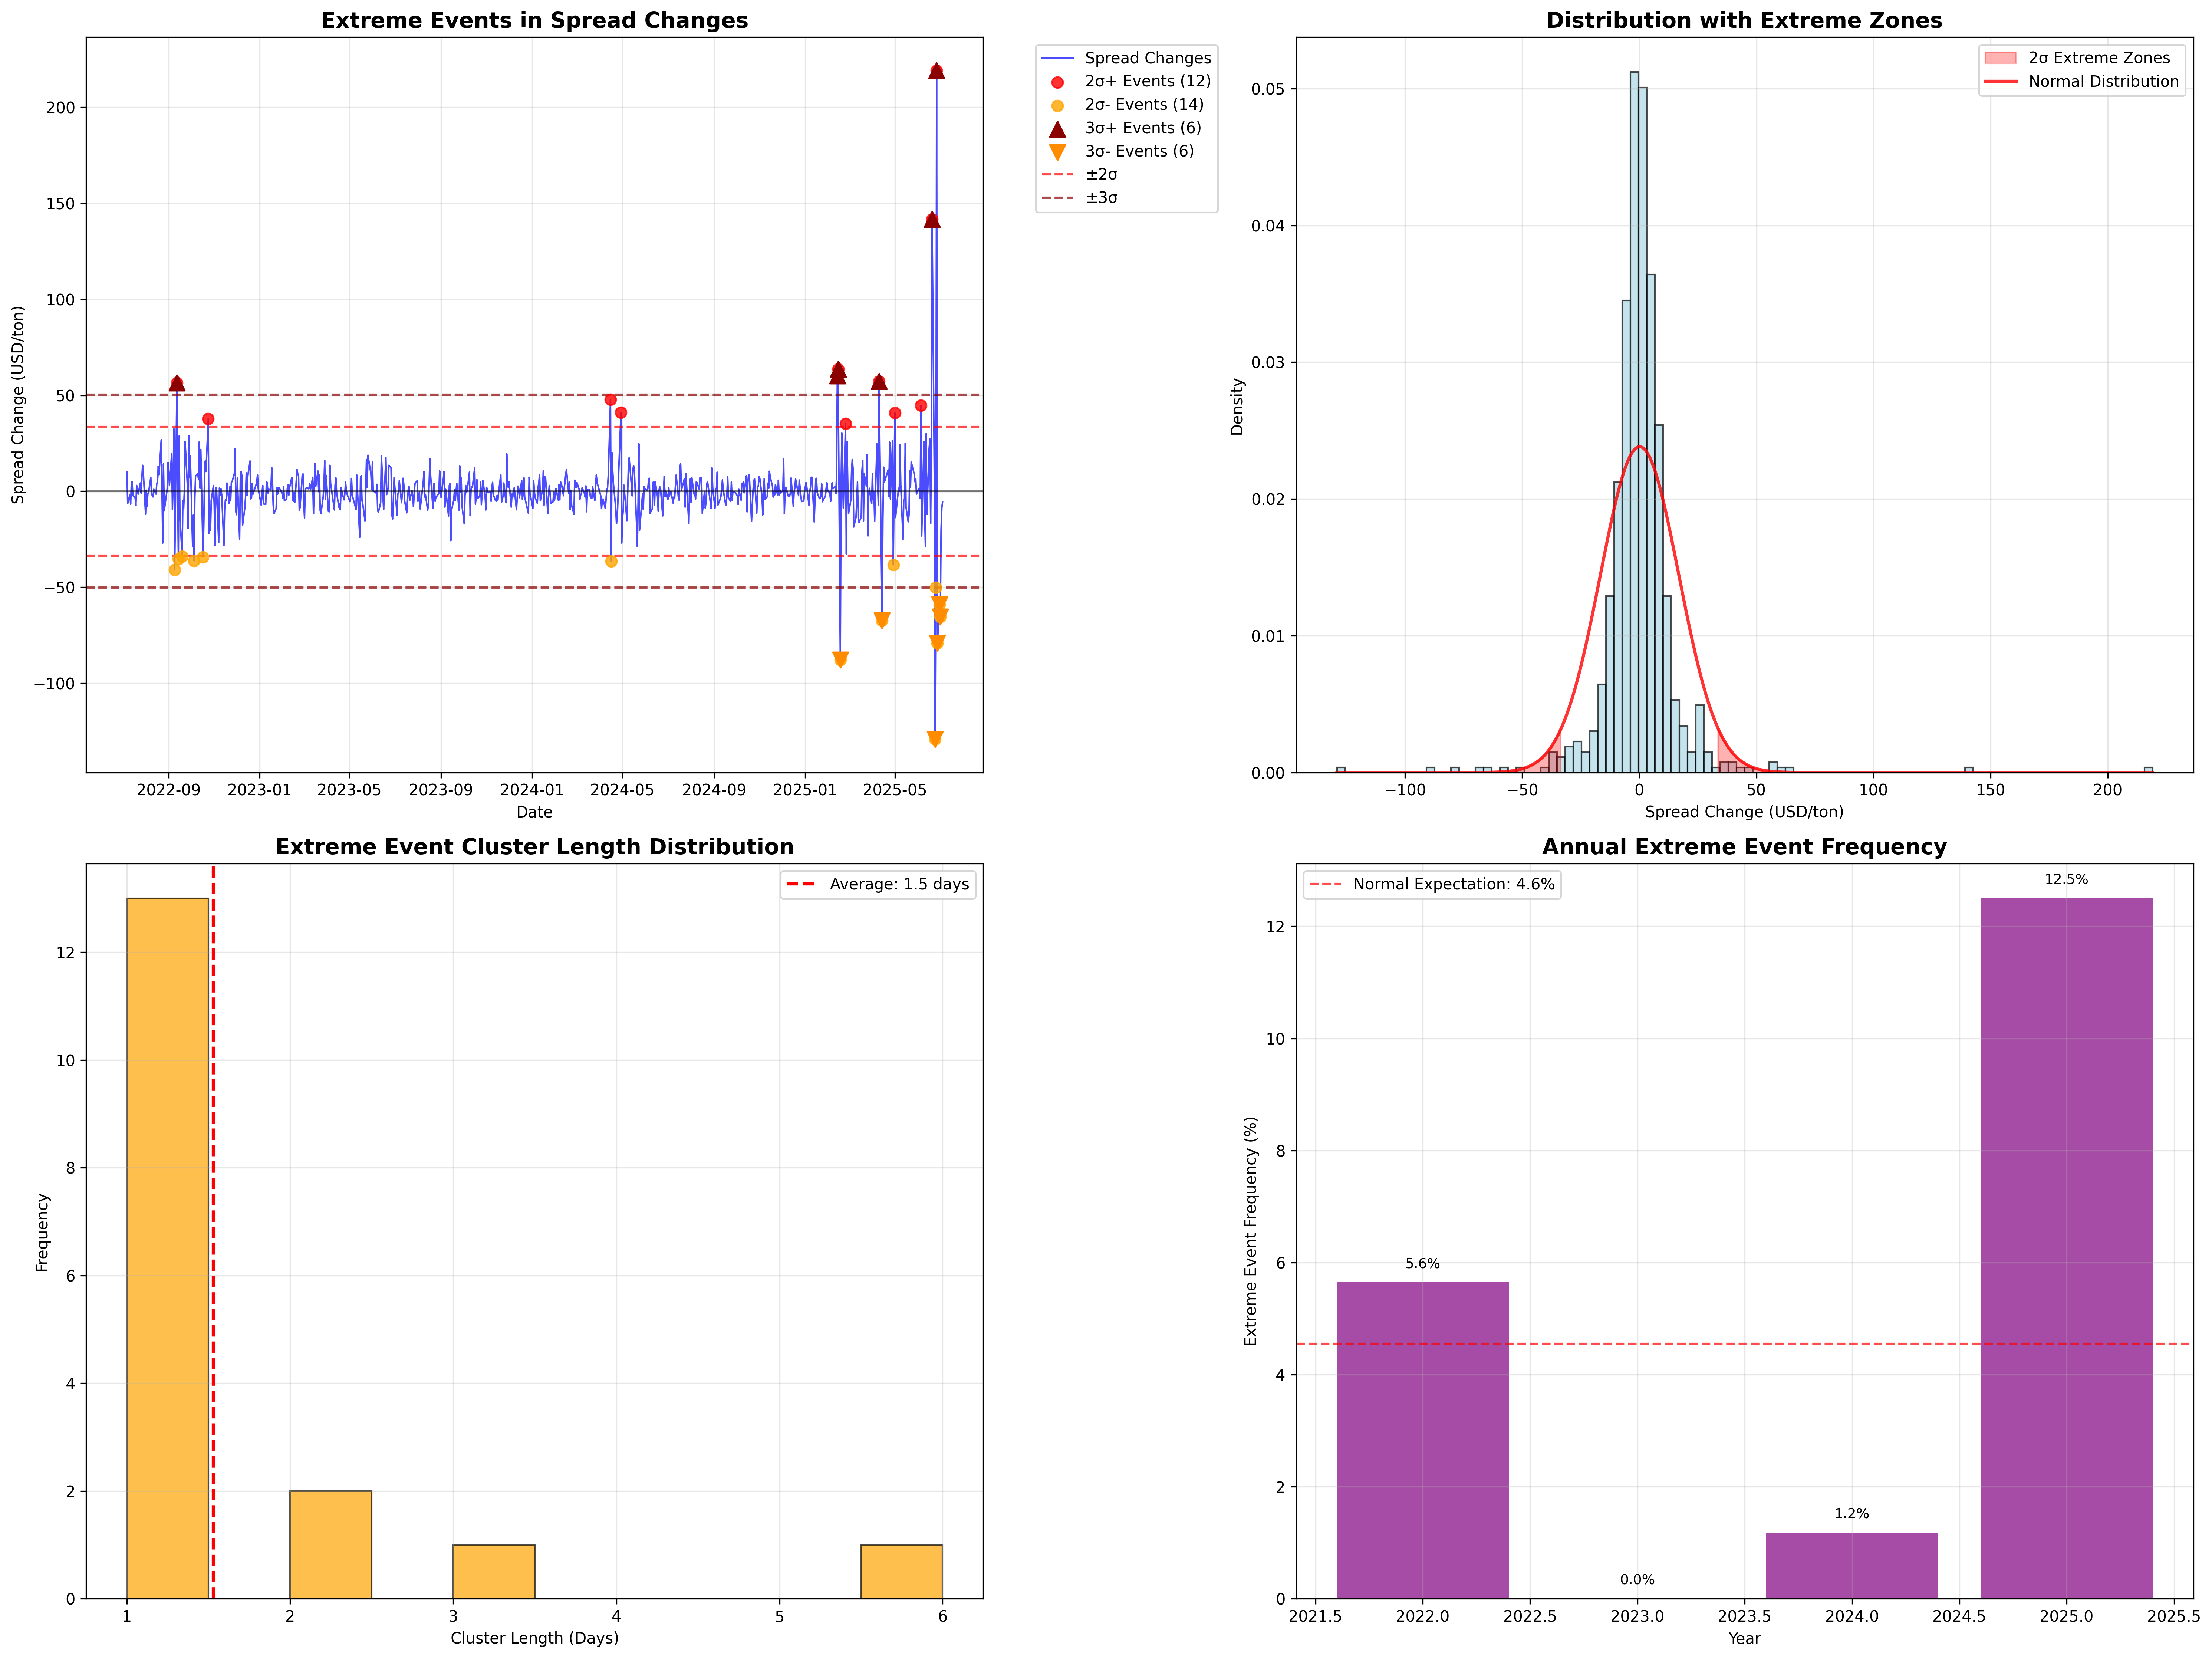 Extreme Events in Spread Changes
Spread Change (USD/ton)
200
150
100
50
0
−50
−100
2022-09 2023-01 2023-05 2023-09 2024-01 2024-05 2024-09 2025-01 2025-05
Date
Spread Changes
2σ+ Events (12)
2σ- Events (14)
3σ+ Events (6)
3σ- Events (6)
±2σ
±3σ
Distribution with Extreme Zones
Density
0.05
0.04
0.03
0.02
0.01
0.00
−100 −50 0 50 100 150 200
Spread Change (USD/ton)
2σ Extreme Zones
Normal Distribution
Extreme Event Cluster Length Distribution
Frequency
12
10
8
6
4
2
0
1 2 3 4 5 6
Cluster Length (Days)
Average: 1.5 days
Annual Extreme Event Frequency
Extreme Event Frequency (%)
12
10
8
6
4
2
0
2021.5 2022.0 2022.5 2023.0 2023.5 2024.0 2024.5 2025.0 2025.5
Year
Normal Expectation: 4.6%
5.6%
0.0%
1.2%
12.5%